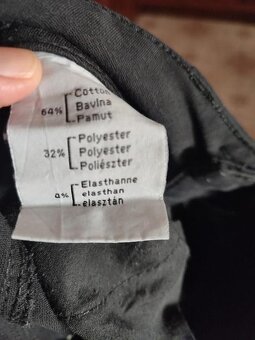 Cotton
64% Bavlna
Pamut
Polyester
32% Polyester
Poliészter
Elasthanne
4% elasthan
elasztán